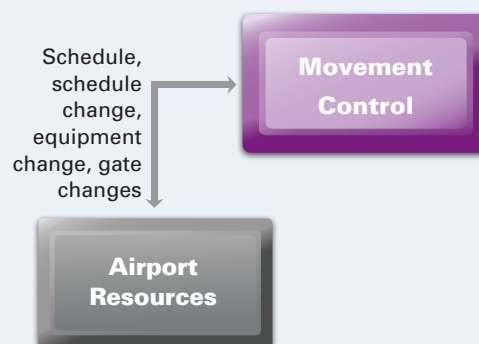 Schedule,
schedule
change,
equipment
change, gate
changes
Movement
Control
Airport
Resources